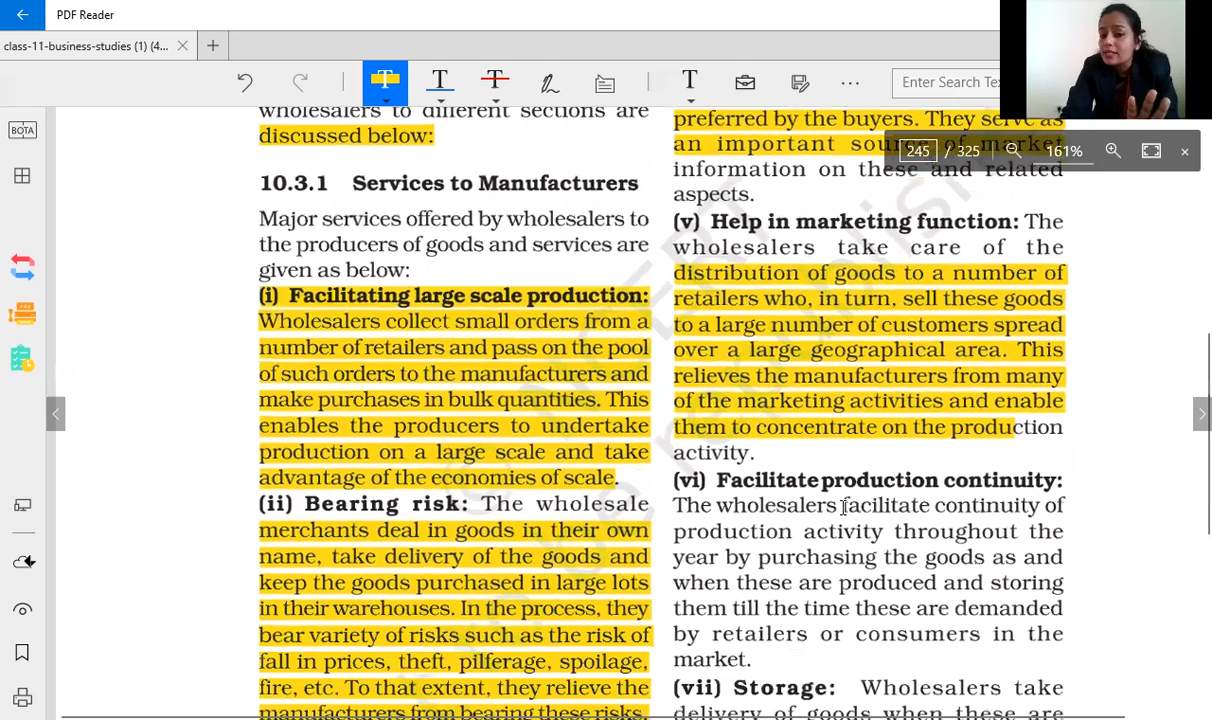 PDF Reader
class-11-business-studies (1) (4...
Enter Search Tex
245 / 325
161%
BOTA
wholesalers to different sections are
discussed below:
10.3.1 Services to Manufacturers
Major services offered by wholesalers to
the producers of goods and services are
given as below:
(i) Facilitating large scale production:
Wholesalers collect small orders from a
number of retailers and pass on the pool
of such orders to the manufacturers and
make purchases in bulk quantities. This
enables the producers to undertake
production on a large scale and take
advantage of the economies of scale.
(ii) Bearing risk: The wholesale
merchants deal in goods in their own
name, take delivery of the goods and
keep the goods purchased in large lots
in their warehouses. In the process, they
bear variety of risks such as the risk of
fall in prices, theft, pilferage, spoilage,
fire, etc. To that extent, they relieve the
manufacturers from bearing these risks.
preferred by the buyers. They serve as
an important source of market
information on these and related
aspects.
(v) Help in marketing function: The
wholesalers take care of the
distribution of goods to a number of
retailers who, in turn, sell these goods
to a large number of customers spread
over a large geographical area. This
relieves the manufacturers from many
of the marketing activities and enable
them to concentrate on the production
activity.
(vi) Facilitate production continuity:
The wholesalers facilitate continuity of
production activity throughout the
year by purchasing the goods as and
when these are produced and storing
them till the time these are demanded
by retailers or consumers in the
market.
(vii) Storage: Wholesalers take
delivery of goods when these are